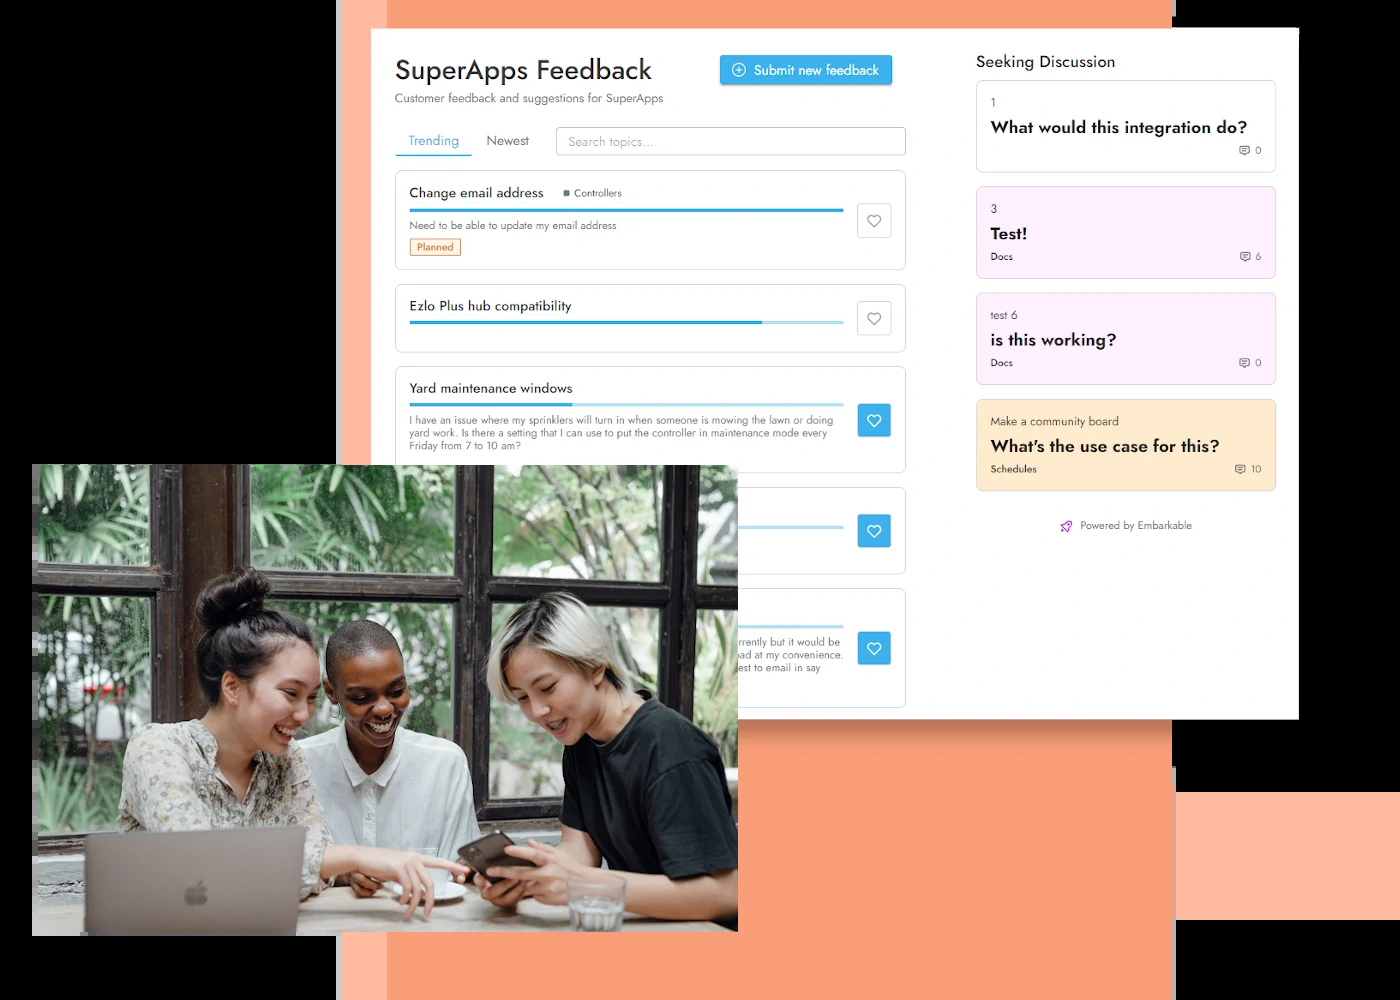 SuperApps Feedback
Submit new feedback
Customer feedback and suggestions for SuperApps
Trending
Newest
Search topics...
Change email address
Controllers
Need to be able to update my email address
Planned
Ezlo Plus hub compatibility
Yard maintenance windows
I have an issue where my sprinklers will turn in when someone is mowing the lawn or doing
yard work. Is there a setting that I can use to put the controller in maintenance mode every
Friday from 7 to 10 am?
rrently but it would be
ad at my convenience.
est to email in say
Seeking Discussion
1
What would this integration do?
0
3
Test!
Docs
6
test 6
is this working?
Docs
0
Make a community board
What's the use case for this?
Schedules
10
Powered by Embarkable